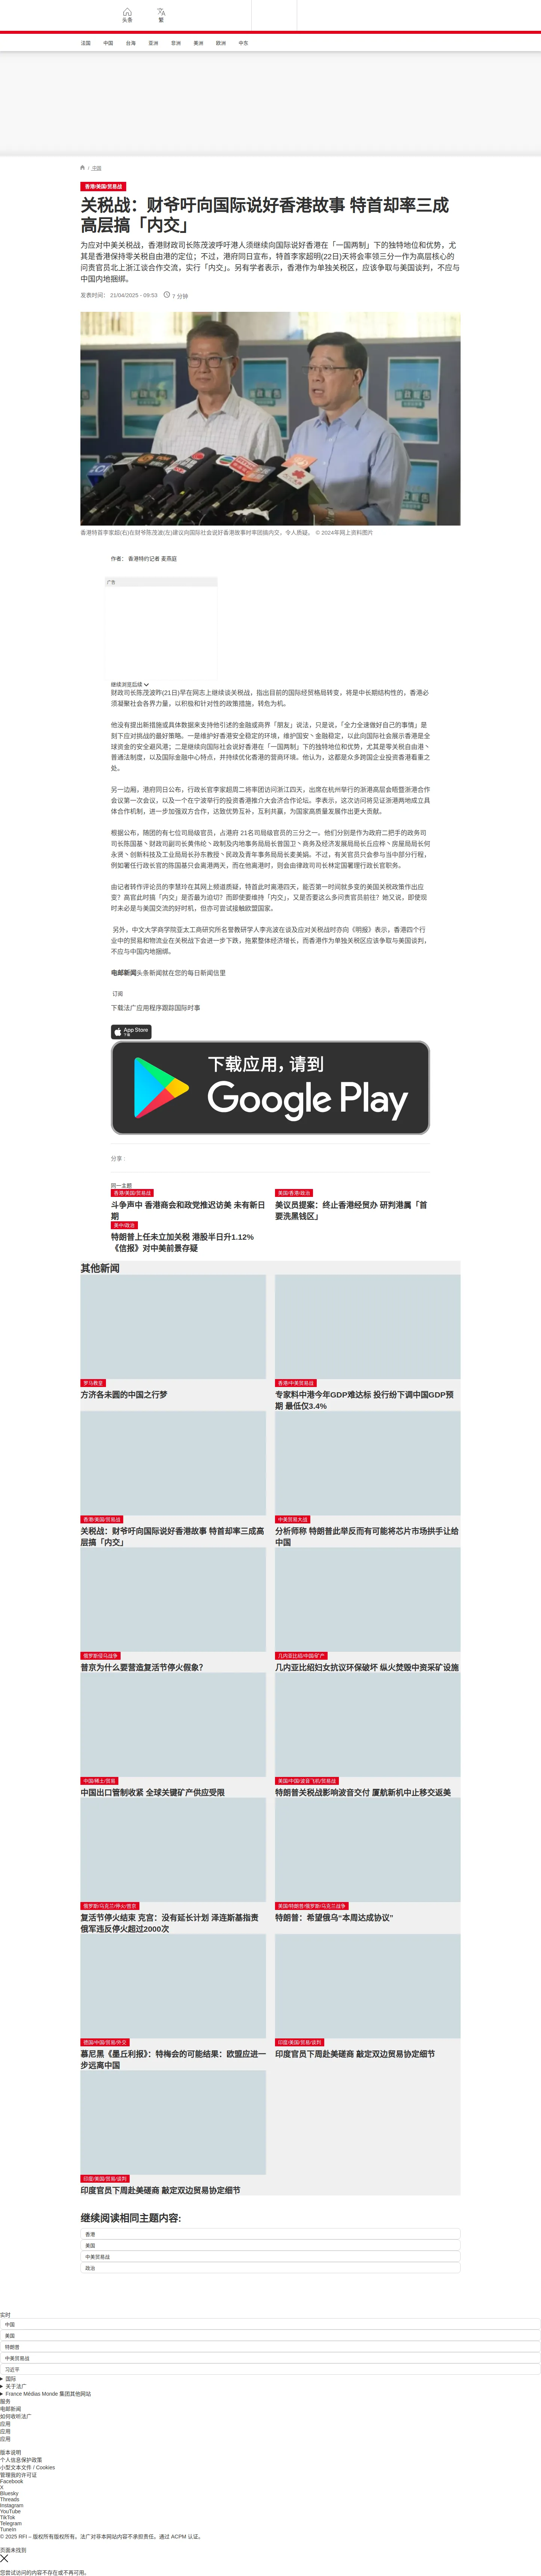 头条
繁
法国
中国
台海
亚洲
非洲
美洲
欧洲
中东
/ 中国
香港/美国/贸易战
关税战：财爷吁向国际说好香港故事 特首却率三成
高层搞「内交」
为应对中美关税战，香港财政司长陈茂波呼吁港人须继续向国际说好香港在「一国两制」下的独特地位和优势，尤
其是香港保持零关税自由港的定位；不过，港府同日宣布，特首李家超明(22日)天将会率领三分一作为高层核心的
问责官员北上浙江谈合作交流，实行「内交」。另有学者表示，香港作为单独关税区，应该争取与美国谈判，不应与
中国内地捆绑。
发表时间： 21/04/2025 - 09:53
7 分钟
香港特首李家超(右)在财爷陈茂波(左)建议向国际社会说好香港故事时率团搞内交，令人质疑。 © 2024年网上资料图片
作者： 香港特约记者 麦燕庭
广告
继续浏览后续
财政司长陈茂波昨(21日)早在网志上继续谈关税战，指出目前的国际经贸格局转变，将是中长期结构性的，香港必
须凝聚社会各界力量，以积极和针对性的政策措施，转危为机。
他没有提出新措施或具体数据来支持他引述的金融或商界「朋友」说法，只是说，「全力全速做好自己的事情」是
刻下应对挑战的最好策略。一是维护好香港安全稳定的环境，维护国安丶金融稳定，以此向国际社会展示香港是全
球资金的安全避风港；二是继续向国际社会说好香港在「一国两制」下的独特地位和优势，尤其是零关税自由港丶
普通法制度，以及国际金融中心特点，并持续优化香港的营商环境。他认为，这都是众多跨国企业投资香港看重之
处。
另一边厢，港府同日公布，行政长官李家超周二将率团访问浙江四天，出席在杭州举行的浙港高层会晤暨浙港合作
会议第一次会议，以及一个在宁波举行的投资香港推介大会济合作论坛。李表示，这次访问将见证浙港两地成立具
体合作机制，进一步加强双方合作，达致优势互补，互利共赢，为国家高质量发展作出更大贡献。
根据公布，随团的有七位司局级官员，占港府 21名司局级官员的三分之一。他们分别是作为政府二把手的政务司
司长陈国基丶财政司副司长黄伟纶丶政制及内地事务局局长曾国卫丶商务及经济发展局局长丘应桦丶房屋局局长何
永贤丶创新科技及工业局局长孙东教授丶民政及青年事务局局长麦美娟。不过，有关官员只会参与当中部分行程，
例如署任行政长官的陈国基只会离港两天，而在他离港时，则会由律政司司长林定国署理行政长官职务。
由记者转作评论员的李慧玲在其网上频道质疑，特首此时离港四天，能否第一时间就多变的美国关税政策作出应
变？高官此时搞「内交」是否最为迫切？而即使要维持「内交」，又是否要这么多问责官员前往？她又说，即使现
时未必是与美国交流的好时机，但亦可尝试接触欧盟国家。
另外，中文大学商学院亚太工商研究所名誉教研学人李兆波在谈及应对关税战时亦向《明报》表示，香港四个行
业中的贸易和物流业在关税战下会进一步下跌，拖累整体经济增长，而香港作为单独关税区应该争取与美国谈判，
不应与中国内地捆绑。
电邮新闻头条新闻就在您的每日新闻信里
订阅
下载法广应用程序跟踪国际时事
App Store
下载
下载应用，请到
Google Play
分享 :
同一主题
香港/美国/贸易战
斗争声中 香港商会和政党推迟访美 未有新日
期
美国/香港/政治
美议员提案：终止香港经贸办 研判港属「首
要洗黑钱区」
美中/政治
特朗普上任未立加关税 港股半日升1.12%
《信报》对中美前景存疑
其他新闻
罗马教皇
方济各未圆的中国之行梦
香港/中美贸易战
专家料中港今年GDP难达标 投行纷下调中国GDP预
期 最低仅3.4%
香港/美国/贸易战
关税战：财爷吁向国际说好香港故事 特首却率三成高
层搞「内交」
中美贸易大战
分析师称 特朗普此举反而有可能将芯片市场拱手让给
中国
俄罗斯侵乌战争
普京为什么要营造复活节停火假象？
几内亚比绍/中国/矿产
几内亚比绍妇女抗议环保破坏 纵火焚毁中资采矿设施
中国/稀土/贸易
中国出口管制收紧 全球关键矿产供应受限
美国/中国/波音飞机/贸易战
特朗普关税战影响波音交付 厦航新机中止移交返美
俄罗斯/乌克兰/停火/普京
复活节停火结束 克宫：没有延长计划 泽连斯基指责
俄军违反停火超过2000次
美国/特朗普/俄罗斯/乌克兰战争
特朗普：希望俄乌“本周达成协议”
德国/中国/贸易/外交
慕尼黑《墨丘利报》：特梅会的可能结果：欧盟应进一
步远离中国
印度/美国/贸易/谈判
印度官员下周赴美磋商 敲定双边贸易协定细节
印度/美国/贸易/谈判
印度官员下周赴美磋商 敲定双边贸易协定细节
继续阅读相同主题内容:
香港
美国
中美贸易战
政治
实时
中国
美国
特朗普
中美贸易战
习近平
国际
关于法广
France Médias Monde 集团其他网站
服务
电邮新闻
如何收听法广
应用
应用
应用
版本说明
个人信息保护政策
小型文本文件 / Cookies
管理我的许可证
Facebook
X
Bluesky
Threads
Instagram
YouTube
TikTok
Telegram
TuneIn
© 2025 RFI – 版权所有版权所有。法广对非本网站内容不承担责任。通过 ACPM 认证。
页面未找到
您尝试访问的内容不存在或不再可用。